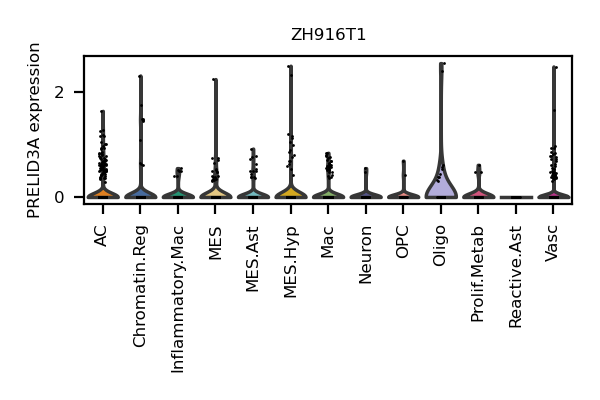 ZH916T1
PRELID3A expression
2
0
AC
Chromatin.Reg
Inflammatory.Mac
MES
MES.Ast
MES.Hyp
Mac
Neuron
OPC
Oligo
Prolif.Metab
Reactive.Ast
Vasc